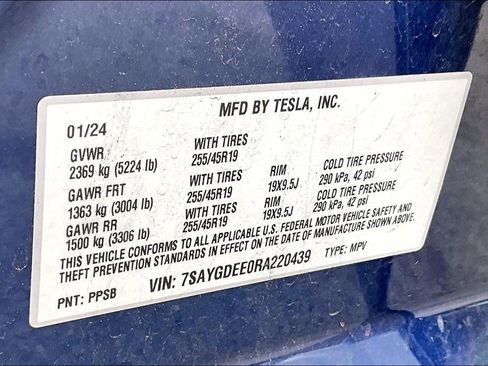 MFD BY TESLA, INC.
01/24
GVWR WITH TIRES RIM COLD TIRE PRESSURE
2369 kg (5224 lb) 255/45R19 19X9.5J 290 kPa, 42 psi
GAWR FRT WITH TIRES RIM COLD TIRE PRESSURE
1363 kg (3004 lb) 255/45R19 19X9.5J 290 kPa, 42 psi
GAWR RR WITH TIRES
1500 kg (3306 lb) 255/45R19
THIS VEHICLE CONFORMS TO ALL APPLICABLE FEDERAL MOTOR VEHICLE SAFETY AND
THEFT PREVENTION STANDARDS IN EFFECT ON THE DATE OF MANUFACTURE SHOWN ABOVE.
PNT: PPSB VIN: 7SAYGDEE0RA220439 TYPE: MPV